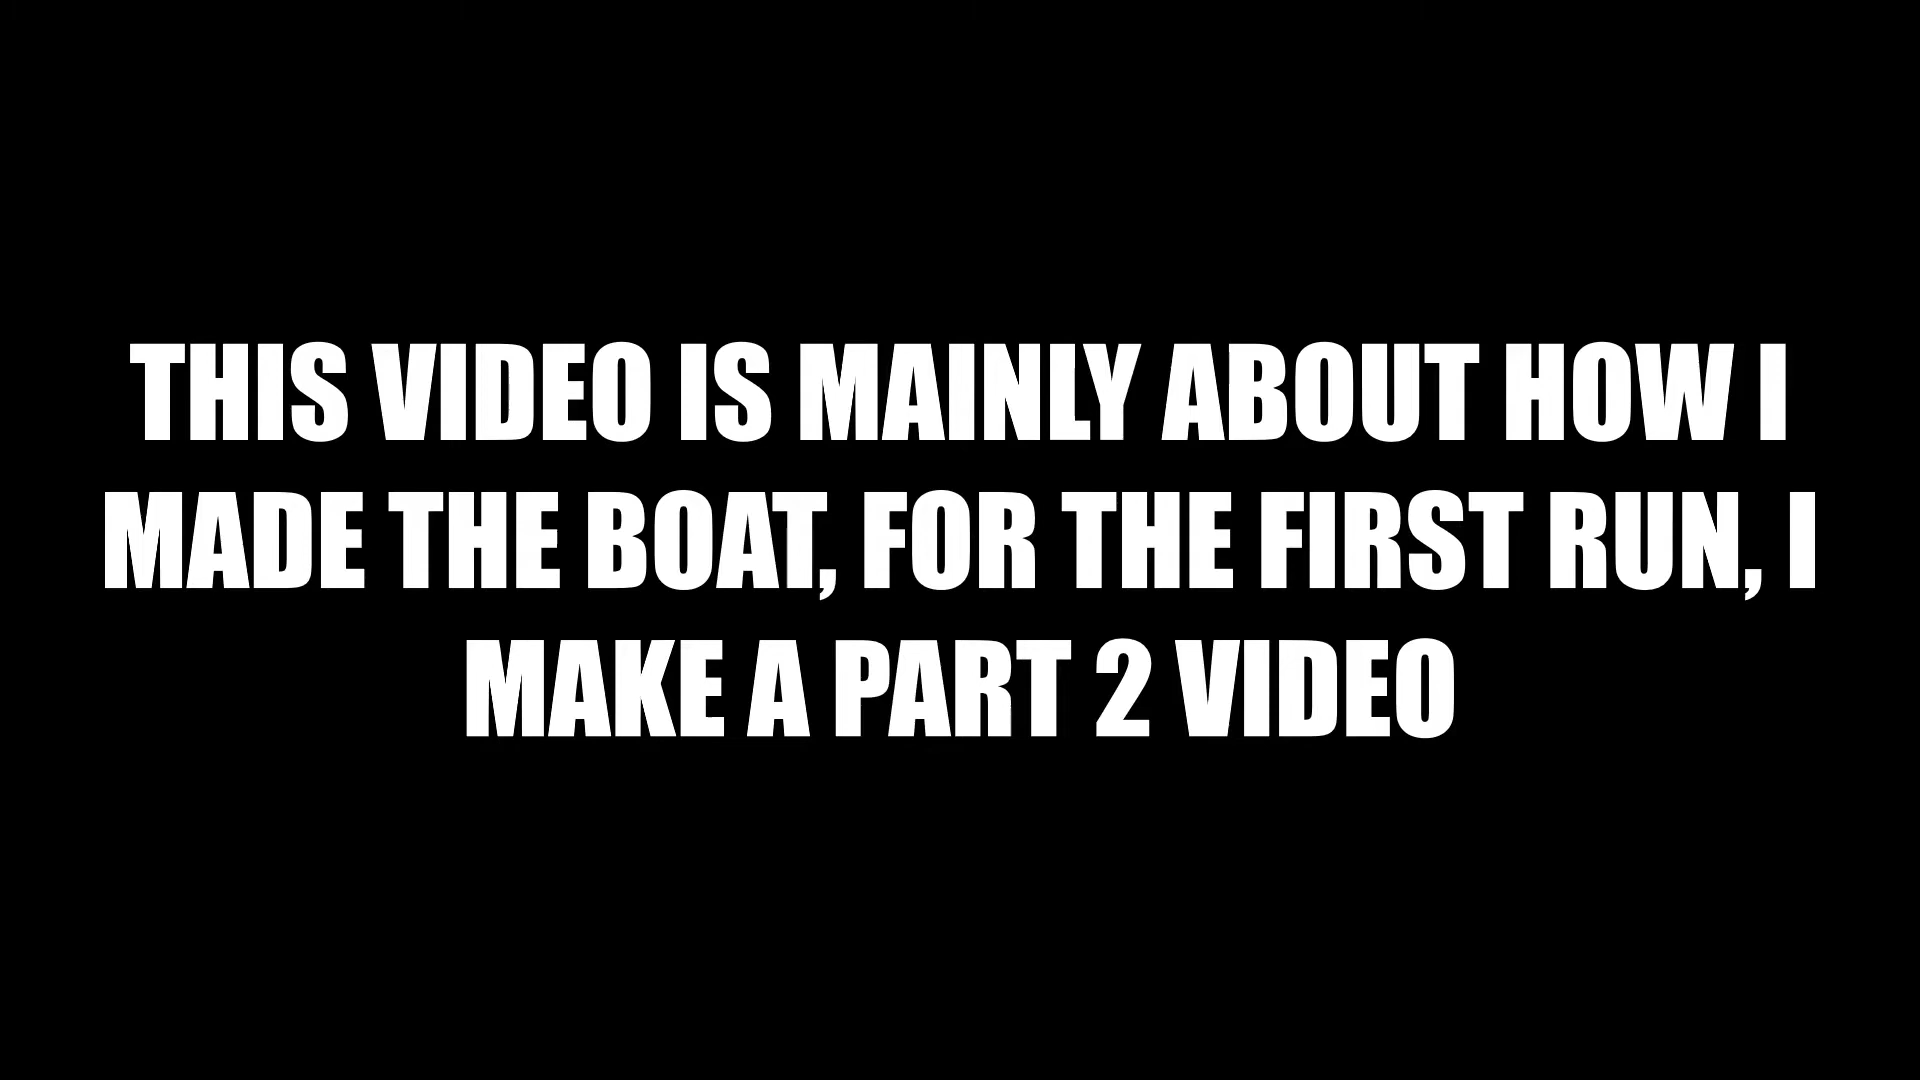 THIS VIDEO IS MAINLY ABOUT HOW I
MADE THE BOAT, FOR THE FIRST RUN, I
MAKE A PART 2 VIDEO